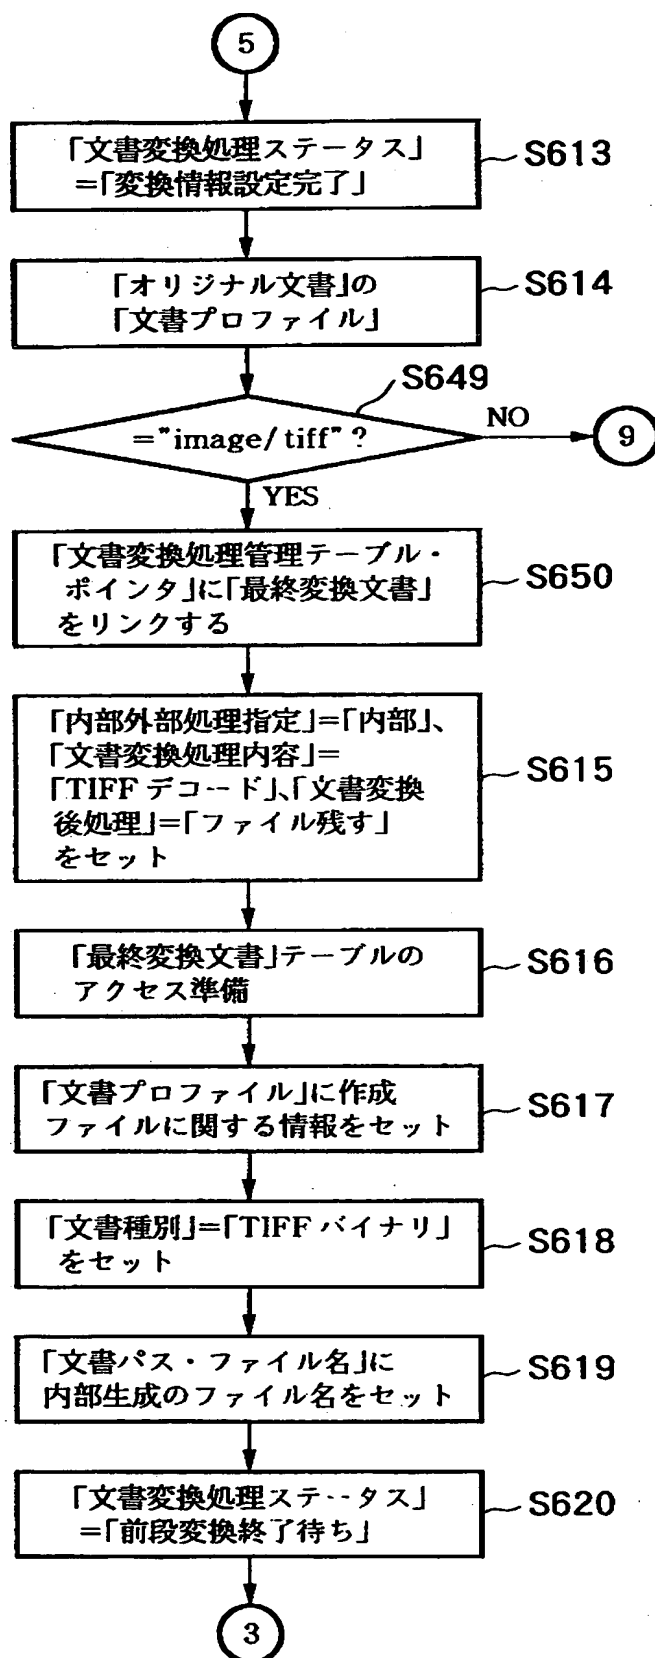 5
「文書変換処理ステータス」
=「変換情報設定完了」
S613
「オリジナル文書」の
「文書プロファイル」
S614
S649
="image/tiff"?
NO
9
YES
「文書変換処理管理テーブル・
ポインタ」に「最終変換文書」
をリンクする
S650
「内部外部処理指定」=「内部」、
「文書変換処理内容」=
「TIFF デコード」、「文書変換
後処理」=「ファイル残す」
をセット
S615
「最終変換文書」テーブルの
アクセス準備
S616
「文書プロファイル」に作成
ファイルに関する情報をセット
S617
「文書種別」=「TIFF バイナリ」
をセット
S618
「文書パス・ファイル名」に
内部生成のファイル名をセット
S619
「文書変換処理ステータス」
=「前段変換終了待ち」
S620
3